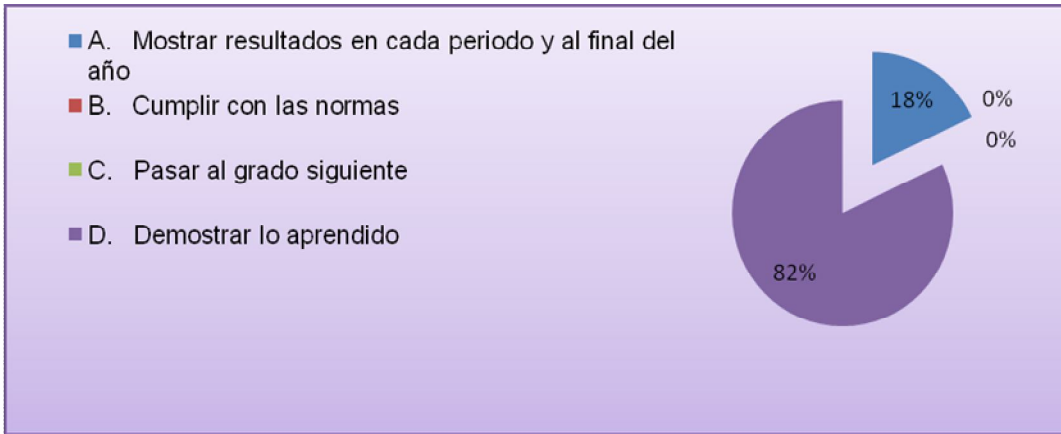 A. Mostrar resultados en cada periodo y al final del
año
B. Cumplir con las normas
C. Pasar al grado siguiente
D. Demostrar lo aprendido
18%
0%
0%
82%